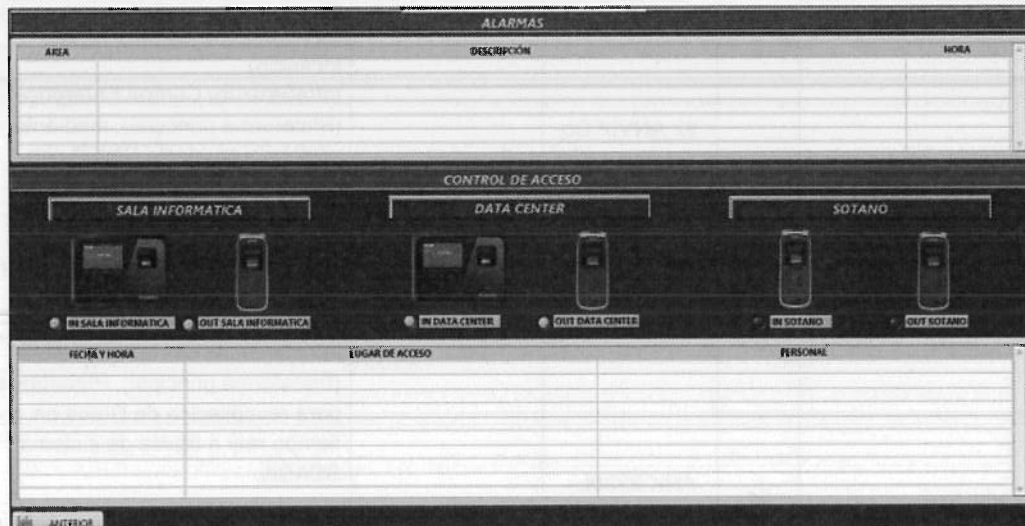 ALARMAS
AREA DESCRIPCIÓN HORA
CONTROL DE ACCESO
SALA INFORMATICA DATA CENTER SOTANO
IN SALA INFORMATICA OUT SALA INFORMATICA IN DATA CENTER OUT DATA CENTER IN SOTANO OUT SOTANO
FECHA Y HORA LUGAR DE ACCESO PERSONAL
ANTERIOR